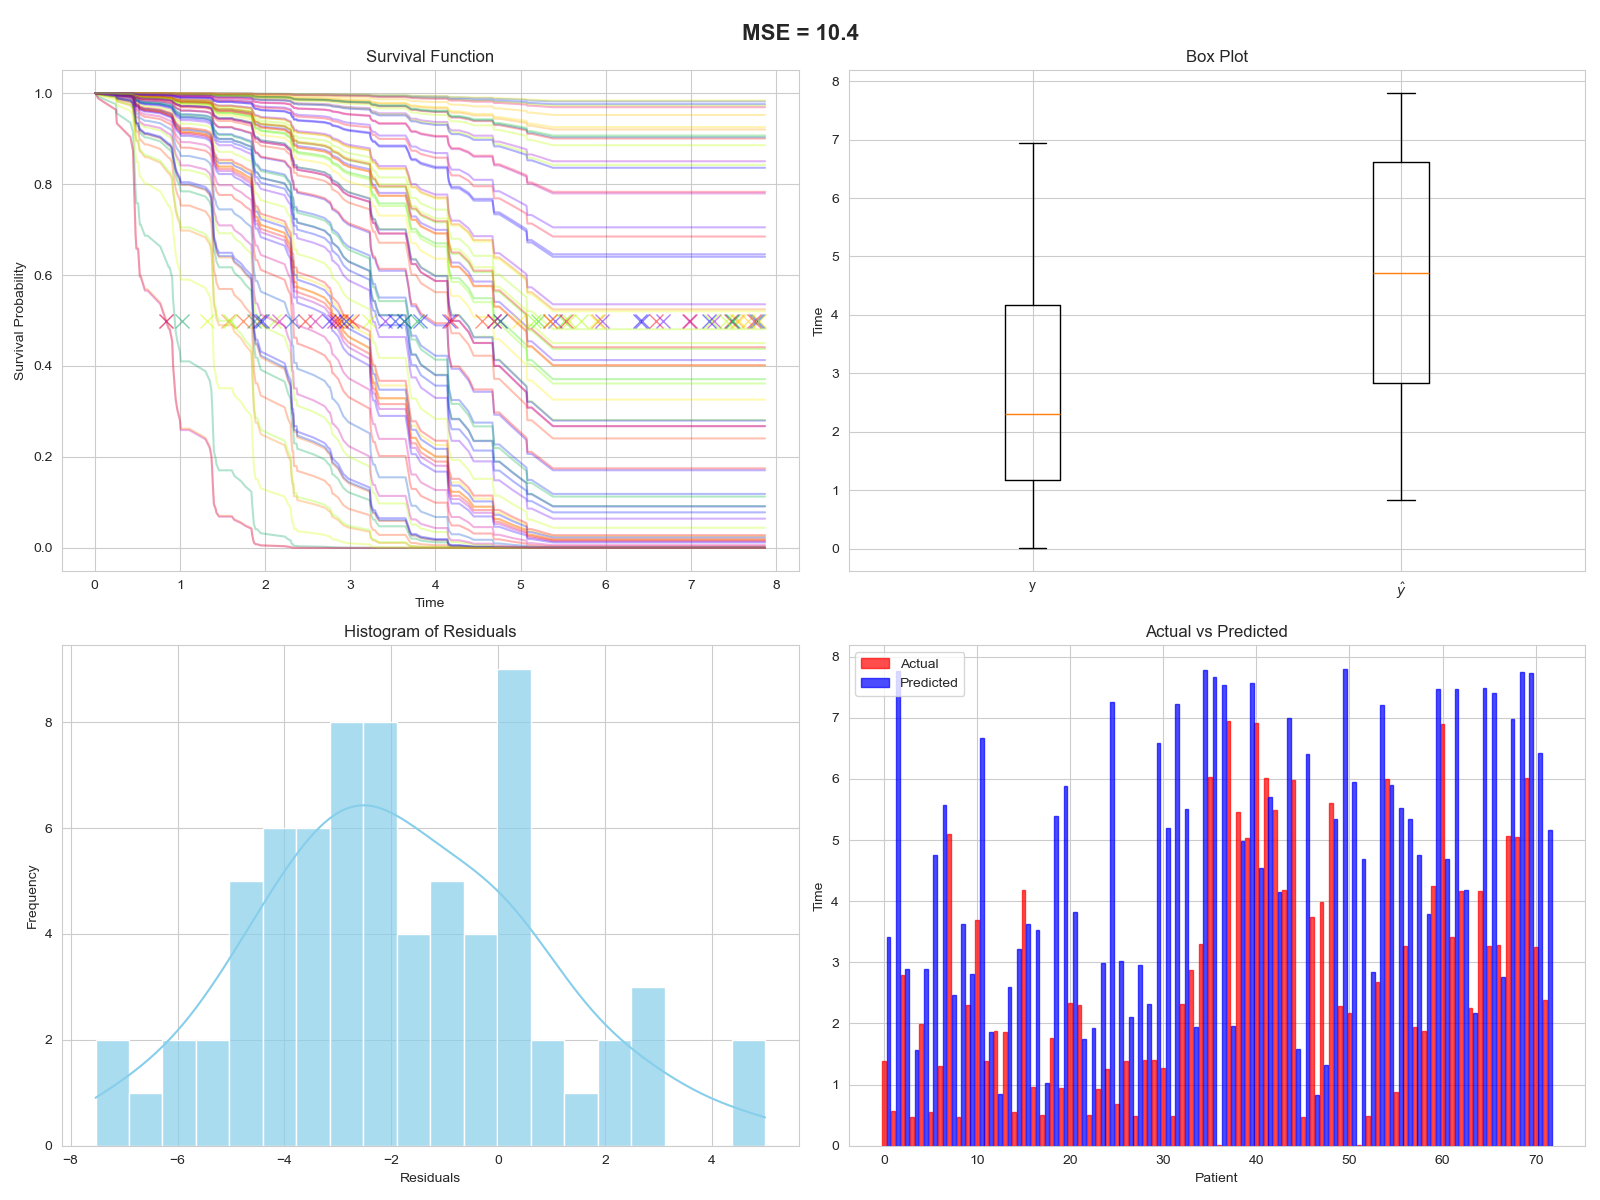 MSE = 10.4
Survival Function
Survival Probability
1.0
0.8
0.6
0.4
0.2
0.0
0 1 2 3 4 5 6 7 8
Time
Box Plot
Time
8
7
6
5
4
3
2
1
0
y ŷ
Histogram of Residuals
Frequency
8
6
4
2
0
−8 −6 −4 −2 0 2 4
Residuals
Actual vs Predicted
Actual
Predicted
Time
8
7
6
5
4
3
2
1
0
0 10 20 30 40 50 60 70
Patient